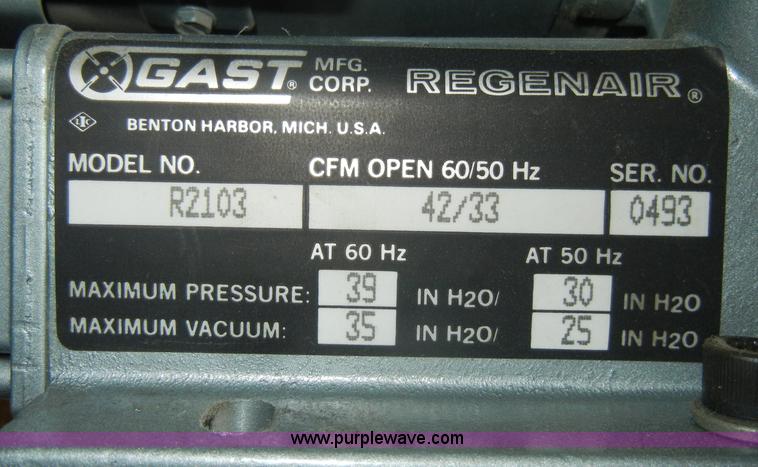 GAST® MFG. CORP. REGENAIR®
BENTON HARBOR, MICH. U.S.A.
MODEL NO. CFM OPEN 60/50 Hz SER. NO.
R2103 42/33 0493
AT 60 Hz AT 50 Hz
MAXIMUM PRESSURE: 39 IN H2O/ 30 IN H2O
MAXIMUM VACUUM: 35 IN H2O/ 25 IN H2O
www.purplewave.com